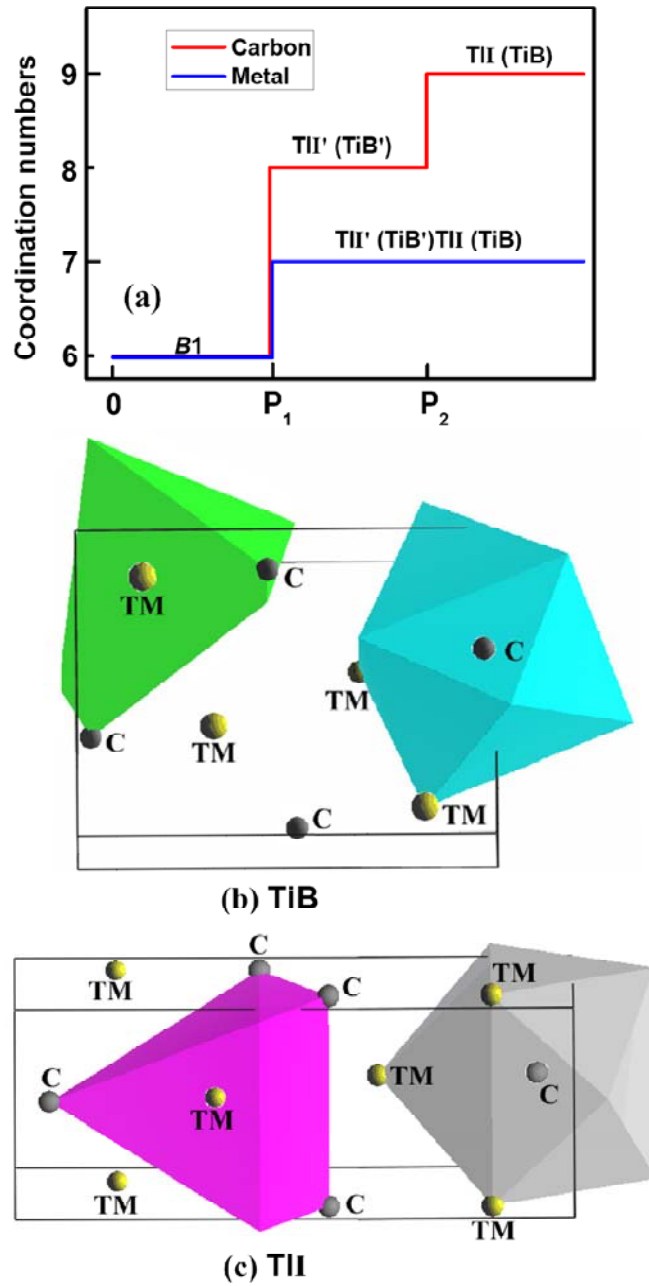 Carbon
Metal
TlI (TiB)
TlI' (TiB')
TlI' (TiB')TlI (TiB)
(a)
B1
Coordination numbers
9
8
7
6
0
P1
P2
C
TM
C
TM
C
TM
C
TM
(b) TiB
C
TM
C
TM
C
TM
TM
C
TM
C
TM
(c) TlI